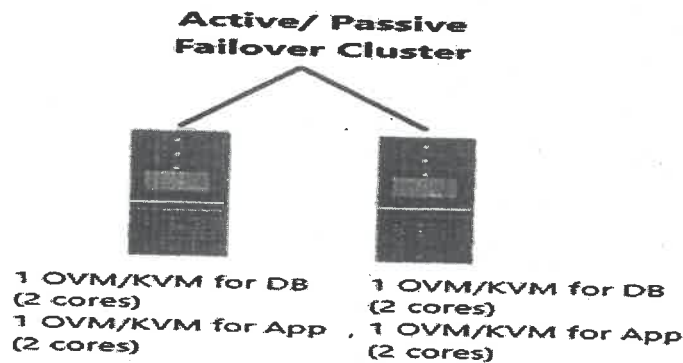 Active/ Passive
Failover Cluster
1 OVM/KVM for DB
(2 cores)
1 OVM/KVM for App
(2 cores)
, 1 OVM/KVM for DB
(2 cores)
1 OVM/KVM for App
(2 cores)